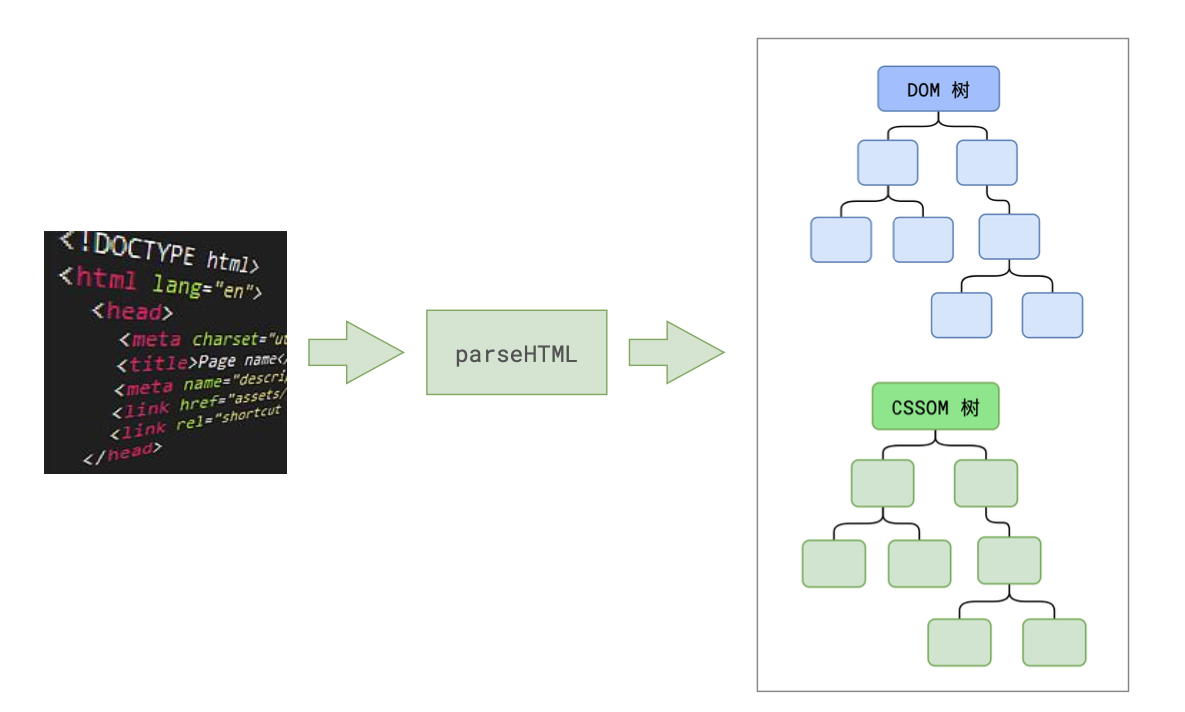 <!DOCTYPE html>
<html lang="en">
<head>
<meta charset="ut
<title>Page name</
<meta name="descri
<link href="assets/
<link rel="shortcut
</head>
parseHTML
DOM 树
CSSOM 树